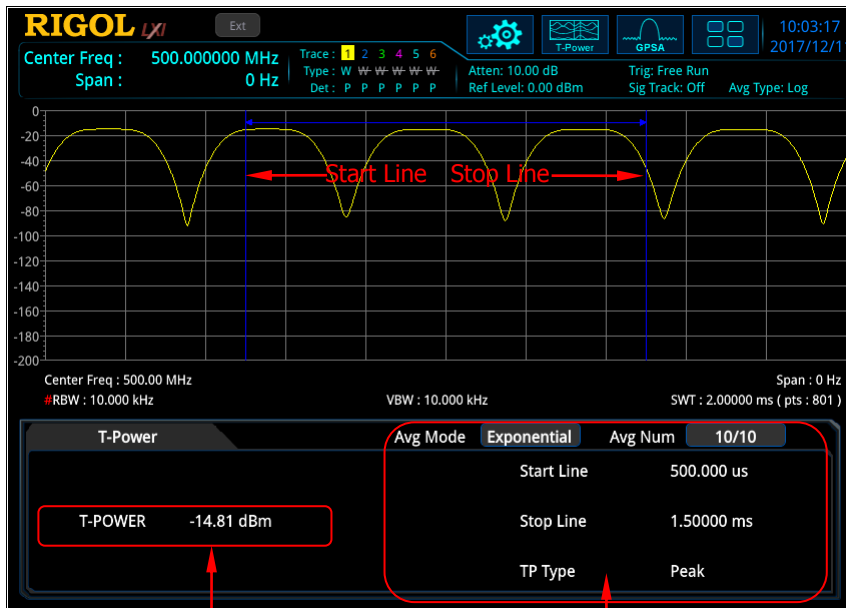 RIGOL LXI Ext 10:03:17
T-Power GPSA 2017/12/1
Center Freq : 500.000000 MHz Trace : 1 2 3 4 5 6
Span : 0 Hz Type : W W W W W W Atten: 10.00 dB Trig: Free Run
Det : P P P P P P Ref Level: 0.00 dBm Sig Track: Off Avg Type: Log
0
-20
-40
Start Line Stop Line
-60
-80
-100
-120
-140
-160
-180
-200
Center Freq : 500.00 MHz Span : 0 Hz
#RBW : 10.000 kHz VBW : 10.000 kHz SWT : 2.00000 ms ( pts : 801 )
T-Power Avg Mode Exponential Avg Num 10/10
Start Line 500.000 us
T-POWER -14.81 dBm Stop Line 1.50000 ms
TP Type Peak